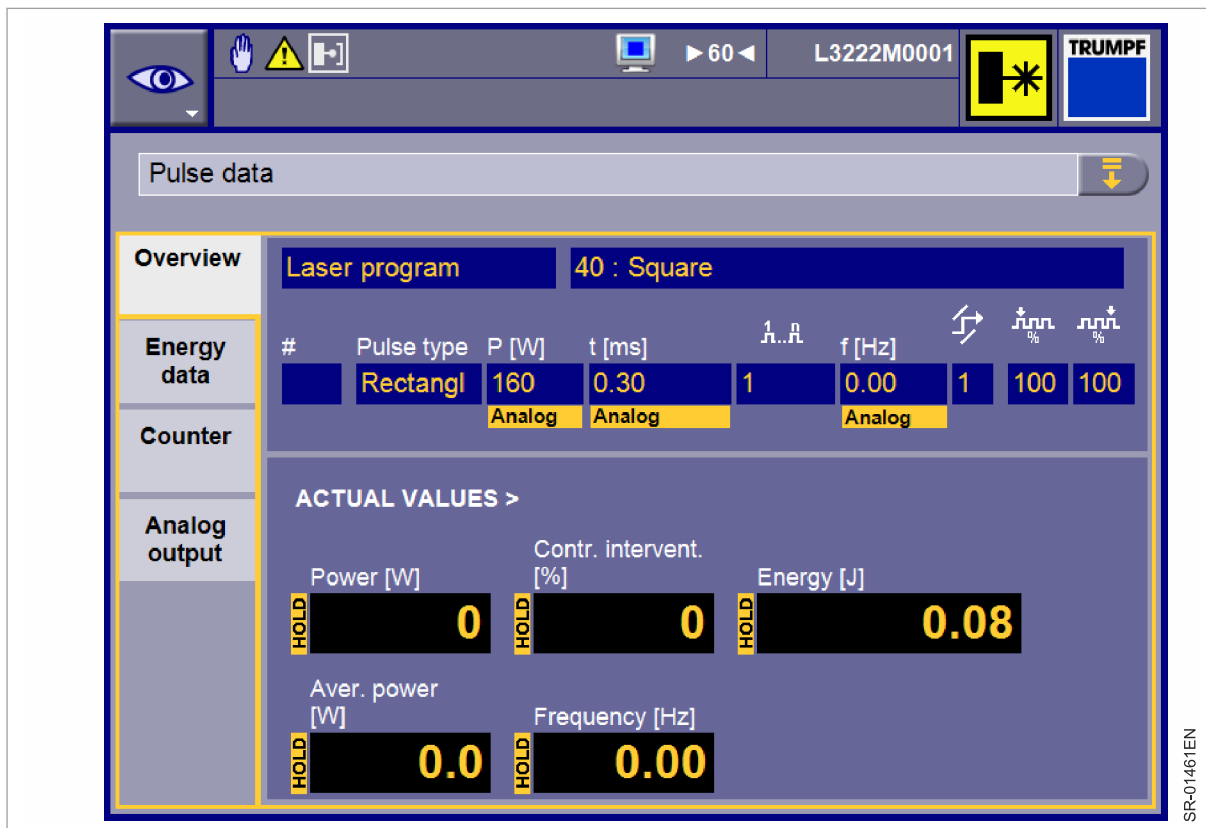 ▶60◀
L3222M0001
TRUMPF
Pulse data
Overview
Laser program
40 : Square
Energy
data
Counter
Analog
output
1 n
#
Pulse type
P [W]
t [ms]
f [Hz]
%
%
Rectangl
160
0.30
1
0.00
1
100
100
Analog
Analog
Analog
ACTUAL VALUES >
Power [W]
Contr. intervent.
[%]
Energy [J]
HOLD
0
HOLD
0
HOLD
0.08
Aver. power
[W]
Frequency [Hz]
HOLD
0.0
HOLD
0.00
SR-01461EN